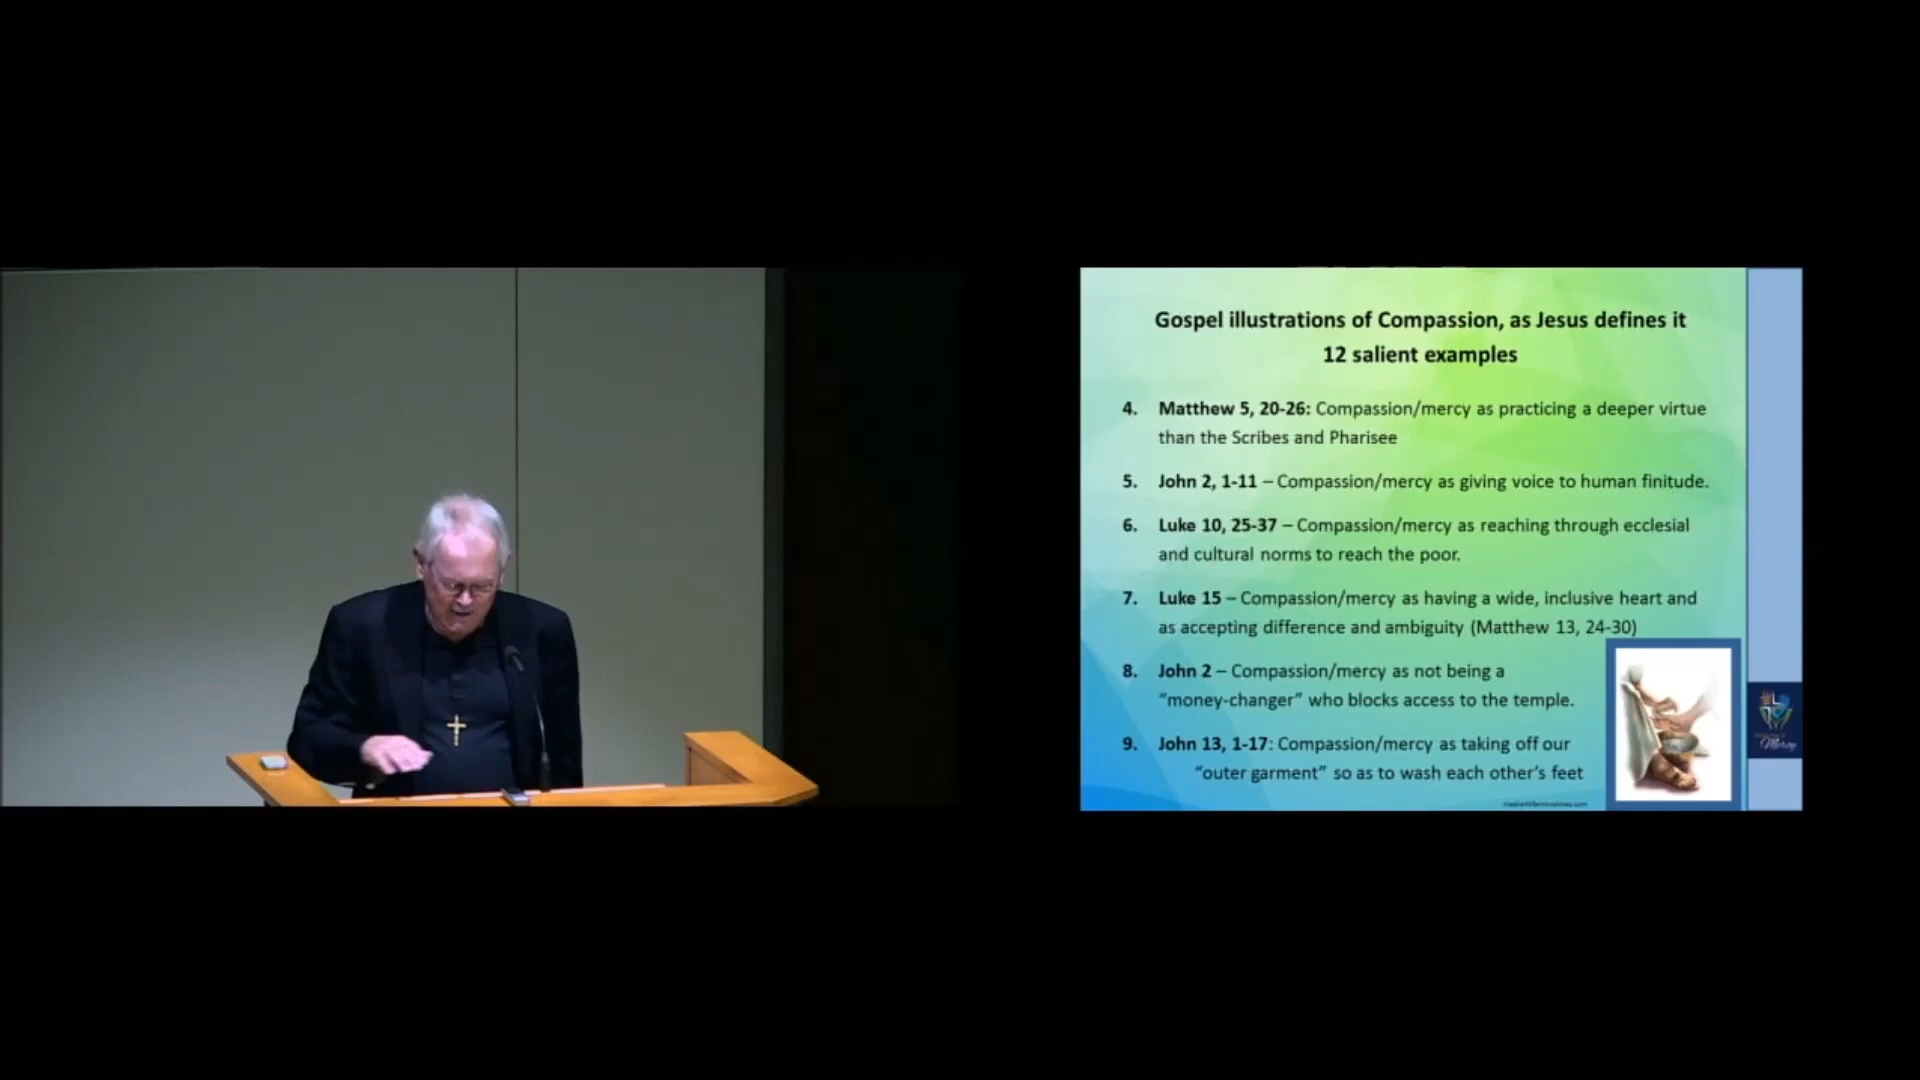 Gospel illustrations of Compassion, as Jesus defines it
12 salient examples
4. Matthew 5, 20-26: Compassion/mercy as practicing a deeper virtue
than the Scribes and Pharisee
5. John 2, 1-11 – Compassion/mercy as giving voice to human finitude.
6. Luke 10, 25-37 – Compassion/mercy as reaching through ecclesial
and cultural norms to reach the poor.
7. Luke 15 – Compassion/mercy as having a wide, inclusive heart and
as accepting difference and ambiguity (Matthew 13, 24-30)
8. John 2 – Compassion/mercy as not being a
“money-changer” who blocks access to the temple.
9. John 13, 1-17: Compassion/mercy as taking off our
“outer garment” so as to wash each other’s feet
Mercy